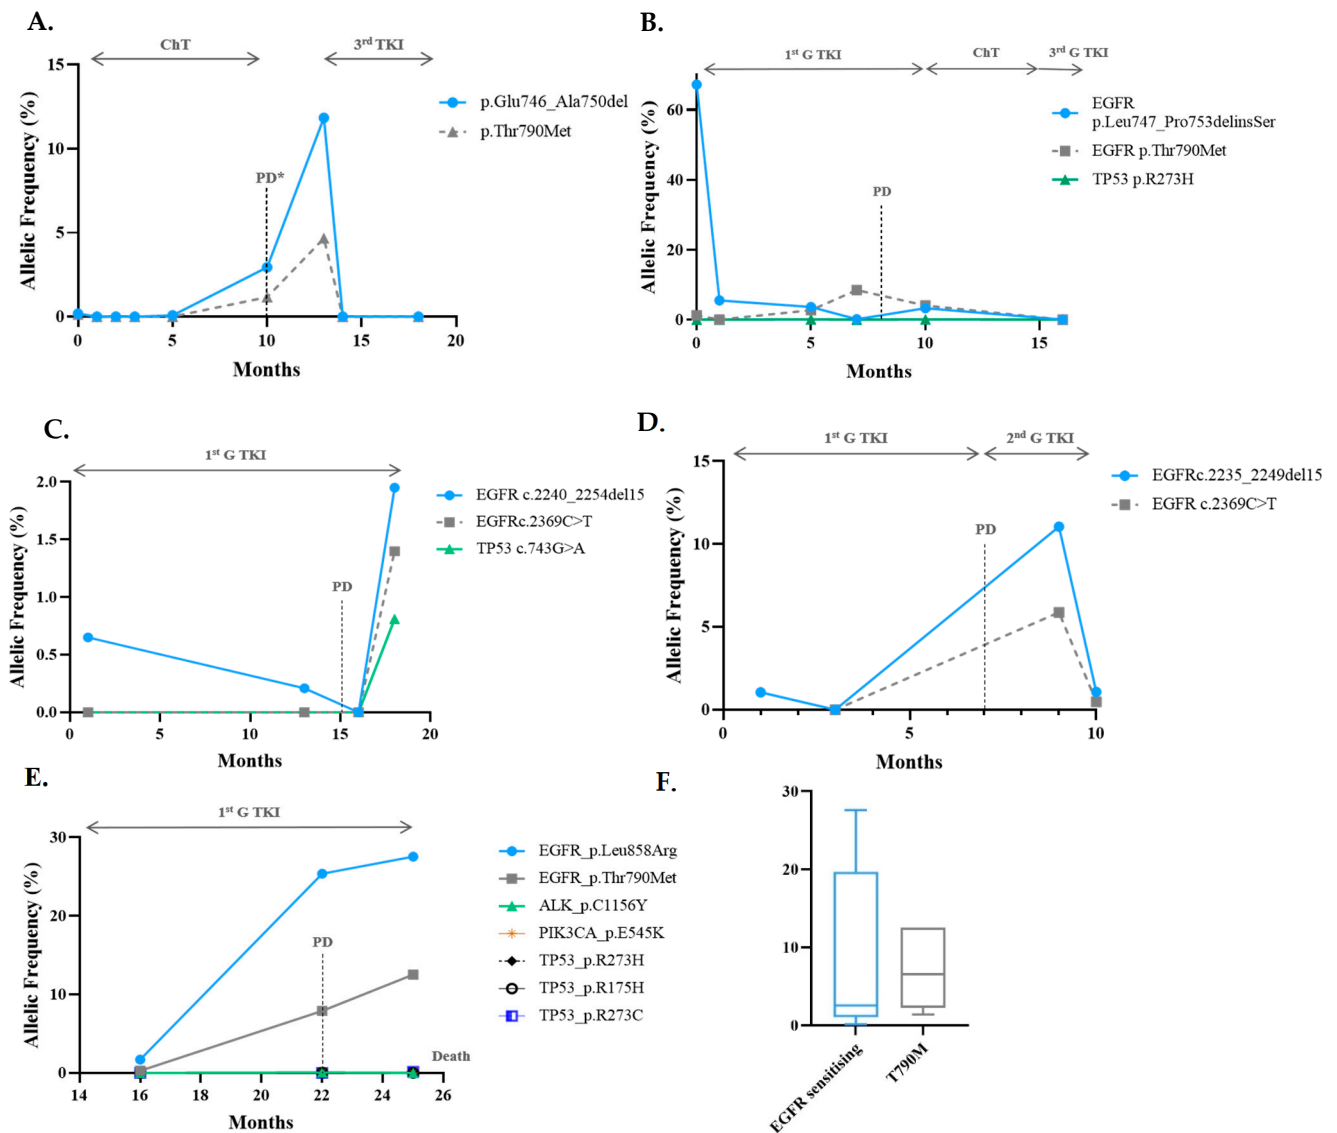 A.
ChT
3rd TKI
15
10
5
0
Allelic Frequency (%)
PD*
0 5 10 15 20
Months
p.Glu746_Ala750del
p.Thr790Met
B.
1st G TKI
ChT
3rd G TKI
60
40
20
0
Allelic Frequency (%)
PD
0 5 10 15
Months
EGFR
p.Leu747_Pro753delinsSer
EGFR p.Thr790Met
TP53 p.R273H
C.
1st G TKI
2.0
1.5
1.0
0.5
0.0
Allelic Frequency (%)
PD
0 5 10 15 20
Months
EGFR c.2240_2254del15
EGFRc.2369C>T
TP53 c.743G>A
D.
1st G TKI
2nd G TKI
15
10
5
0
Allelic Frequency (%)
PD
0 5 10
Months
EGFRc.2235_2249del15
EGFR c.2369C>T
E.
1st G TKI
30
20
10
0
Allelic Frequency (%)
PD
Death
14 16 18 20 22 24 26
Months
EGFR_p.Leu858Arg
EGFR_p.Thr790Met
ALK_p.C1156Y
PIK3CA_p.E545K
TP53_p.R273H
TP53_p.R175H
TP53_p.R273C
F.
30
20
10
0
EGFR sensitising
T790M